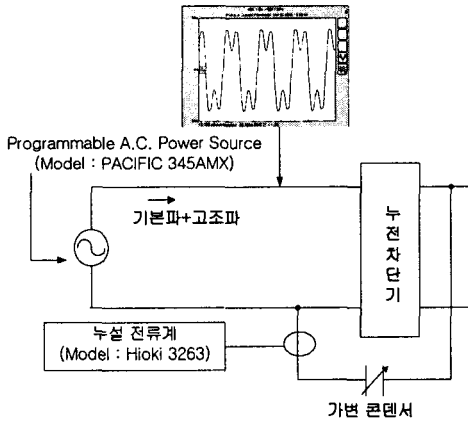 Programmable A.C. Power Source
(Model : PACIFIC 345AMX)
기본파+고조파
누전차단기
누설 전류계
(Model : Hioki 3263)
가변 콘덴서